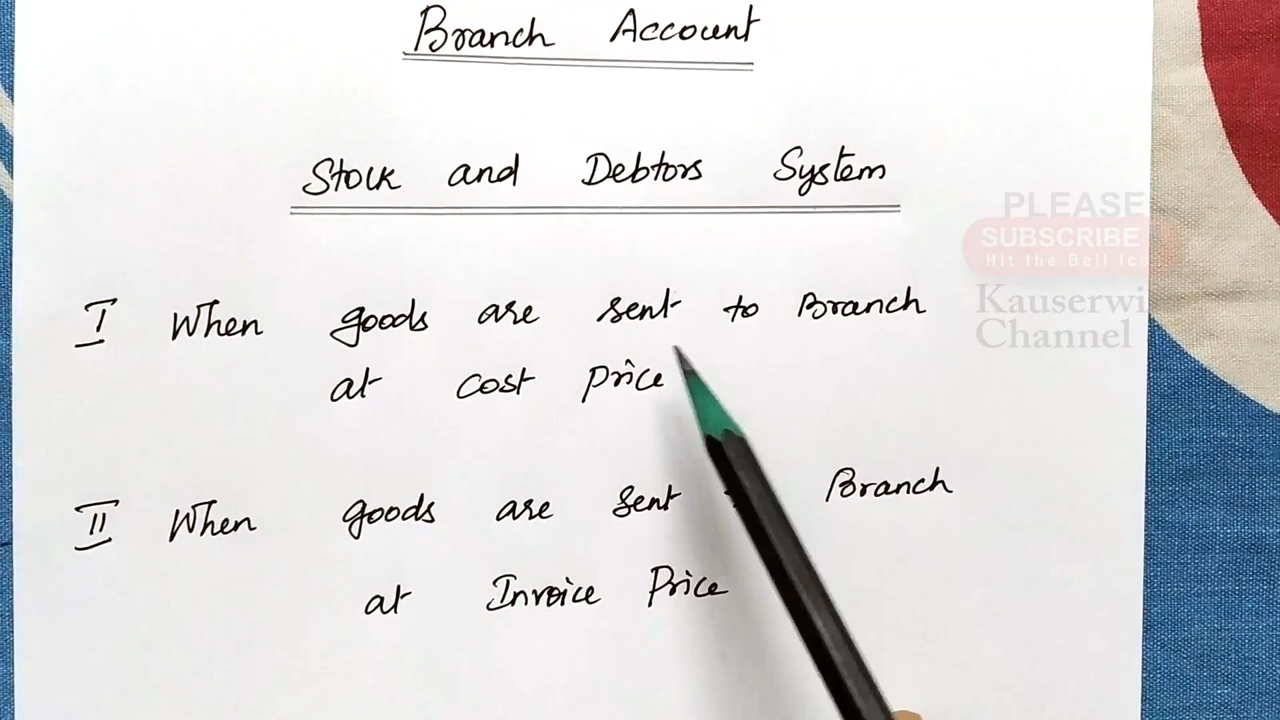 Branch Account
Stock and Debtors System
PLEASE
SUBSCRIBE
Hit the Bell
Kauserwi
Channel
I When goods are sent to Branch
at cost price
II When goods are sent Branch
at Invoice Price